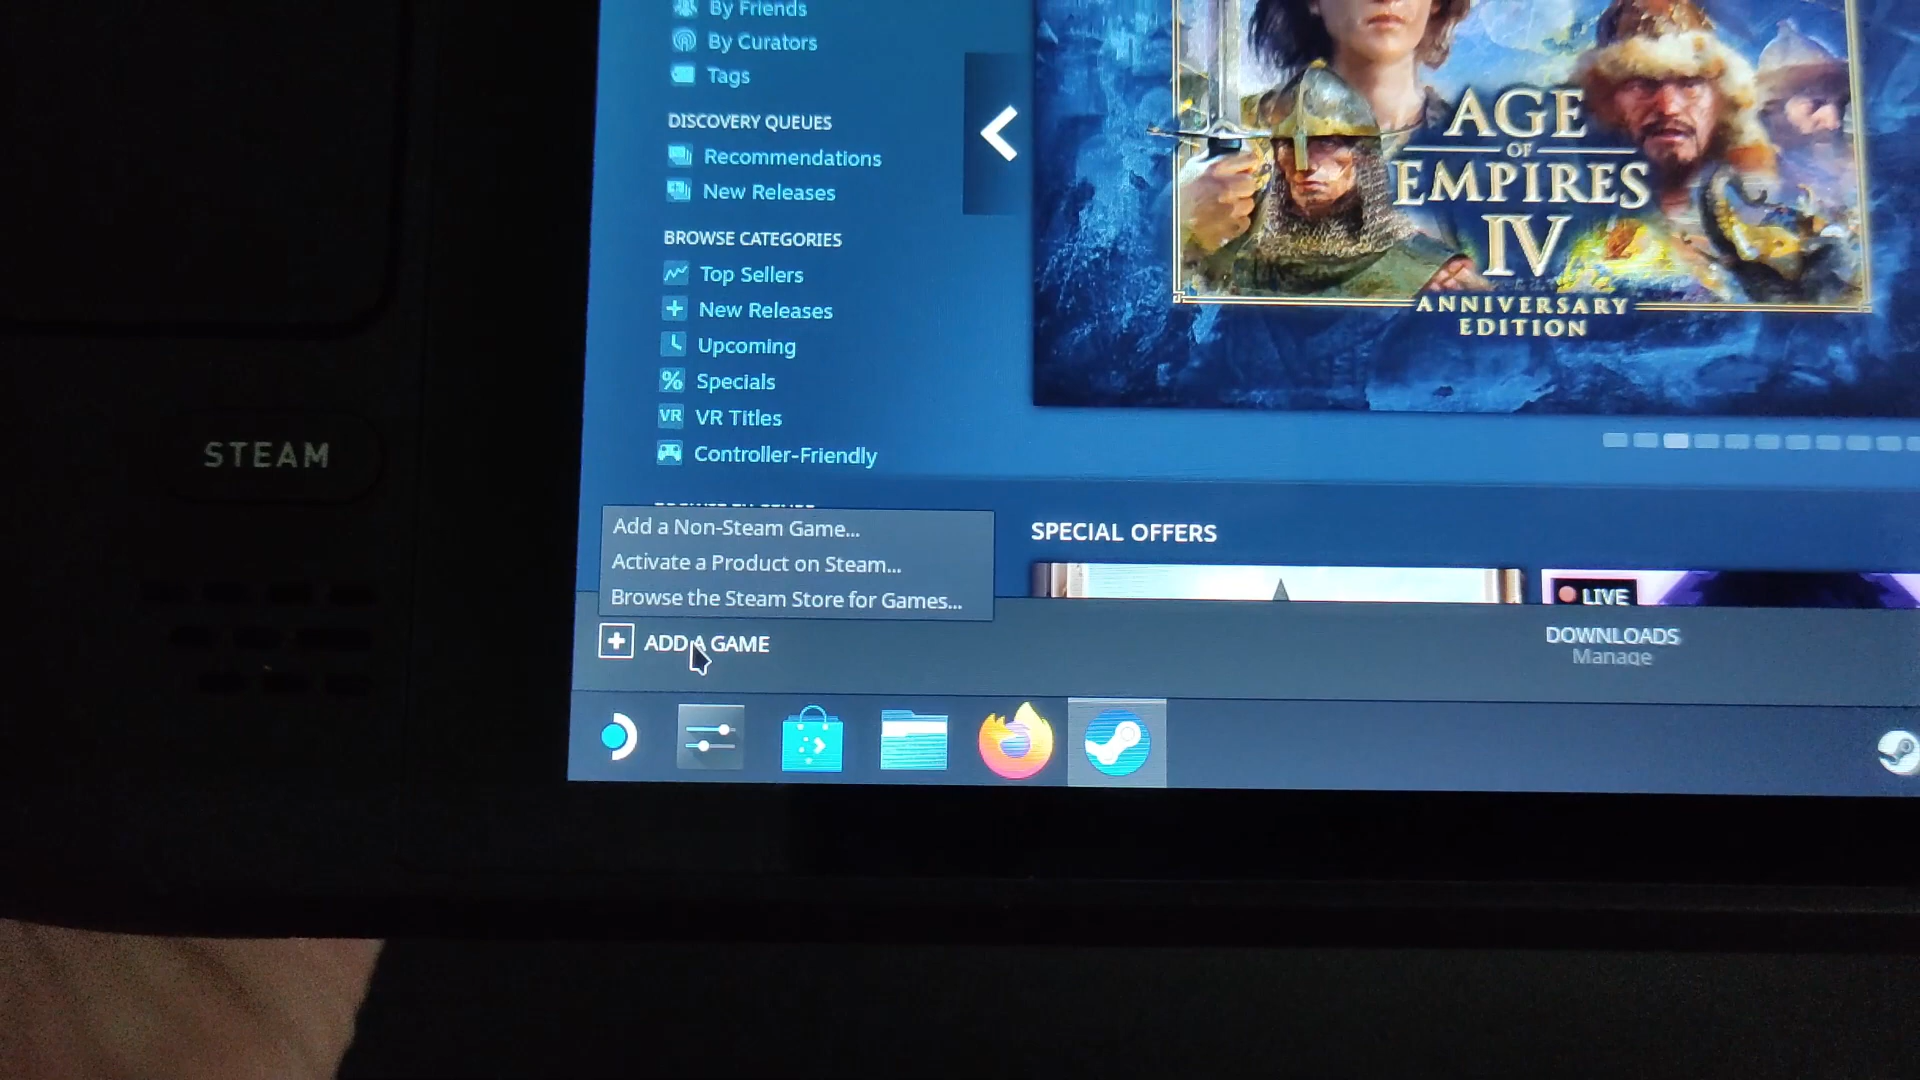 By Friends
By Curators
Tags
DISCOVERY QUEUES
Recommendations
New Releases
BROWSE CATEGORIES
Top Sellers
New Releases
Upcoming
Specials
VR
VR Titles
Controller-Friendly
AGE
OF
EMPIRES
IV
ANNIVERSARY
EDITION
STEAM
Add a Non-Steam Game...
Activate a Product on Steam...
Browse the Steam Store for Games...
ADD A GAME
SPECIAL OFFERS
LIVE
DOWNLOADS
Manage